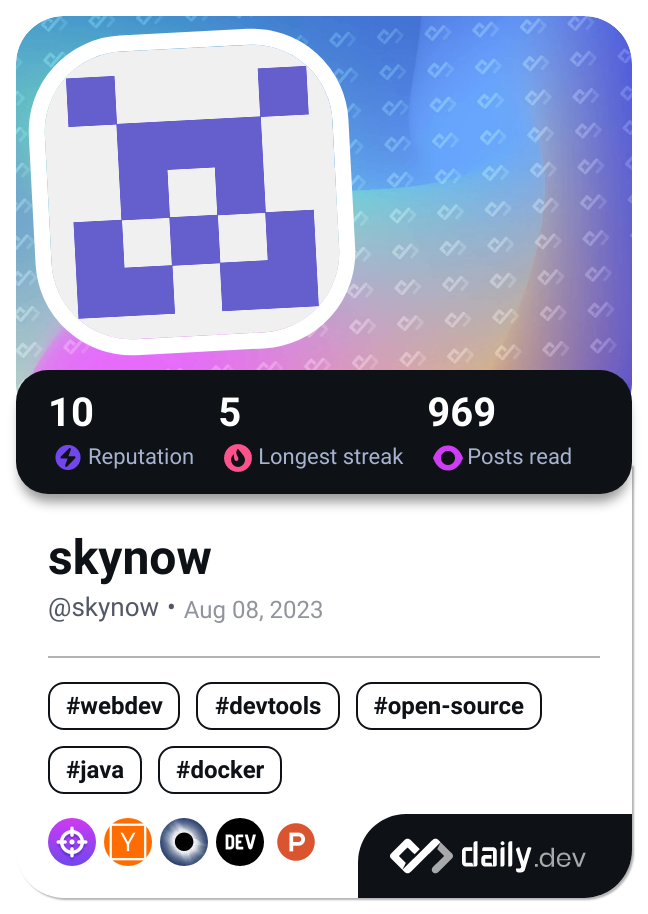 10 5 969
Reputation Longest streak Posts read
skynow
@skynow • Aug 08, 2023
#webdev #devtools #open-source
#java #docker
Y DEV P
daily.dev